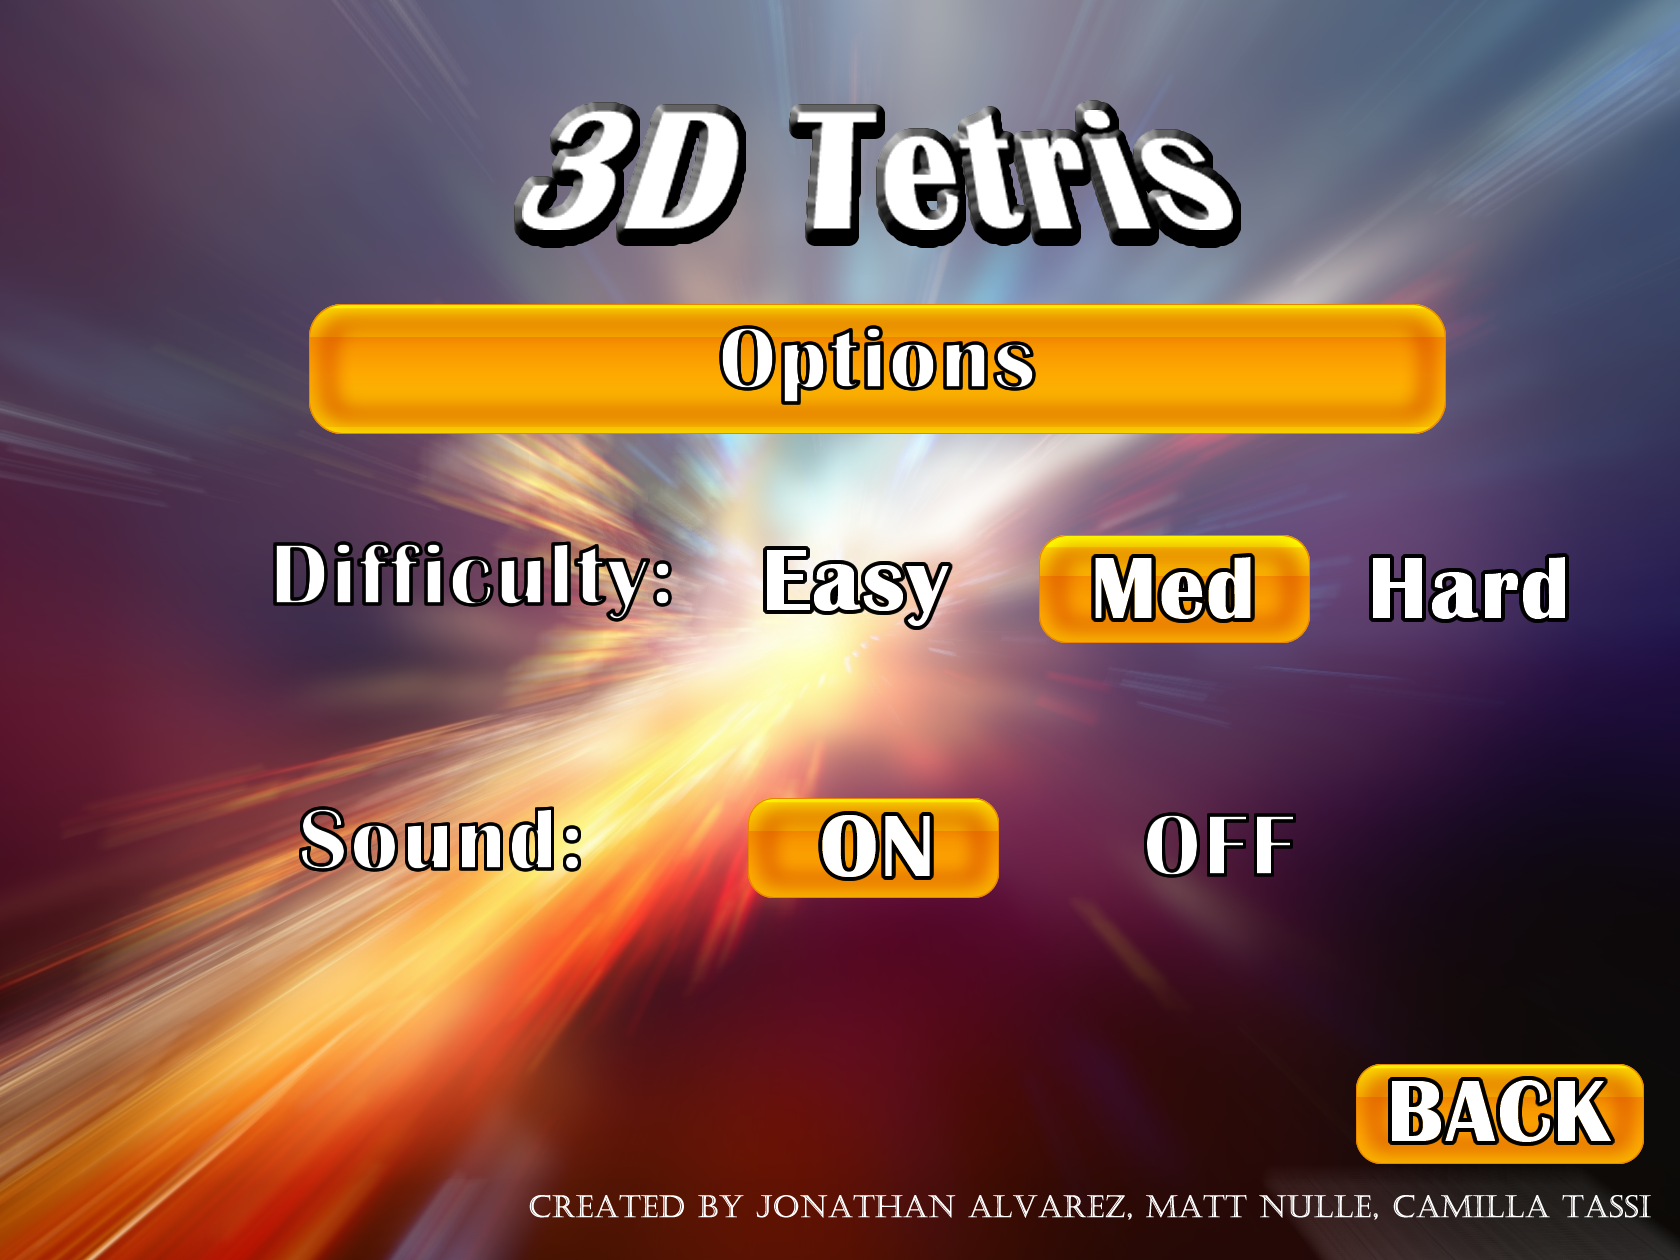 3D Tetris
Options
Difficulty: Easy Med Hard
Sound: ON OFF
BACK
CREATED BY JONATHAN ALVAREZ, MATT NULLE, CAMILLA TASSI